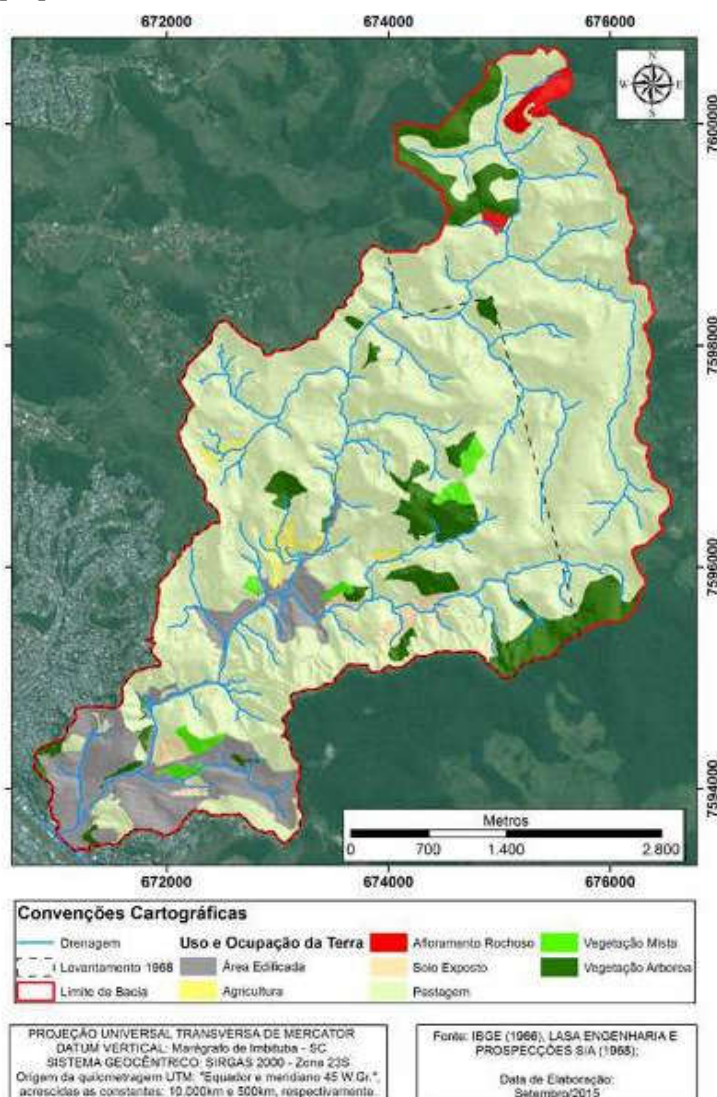 672000 674000 676000
N
W E
S
7600000
7598000
7596000
7594000
Metros
0 700 1.400 2.800
672000 674000 676000
Convenções Cartográficas
Drenagem
Levantamento 1968
Limite da Bacia
Uso e Ocupação da Terra
Área Edificada
Agricultura
Afloramento Rochoso
Solo Exposto
Pastagem
Vegetação Mista
Vegetação Arborea
PROJEÇÃO UNIVERSAL TRANSVERSA DE MERCATOR
DATUM VERTICAL: Marégrafo de Imbituba - SC
SISTEMA GEOCÊNTRICO: SIRGAS 2000 - Zona 23S
Origem da quilometragem UTM: "Equador e meridiano 45 W.Gr.",
acrescidas as constantes: 10.000km e 500km, respectivamente.
Fonte: IBGE (1966), LASA ENGENHARIA E
PROSPECÇÕES S/A (1968);
Data de Elaboração:
Setembro/2015